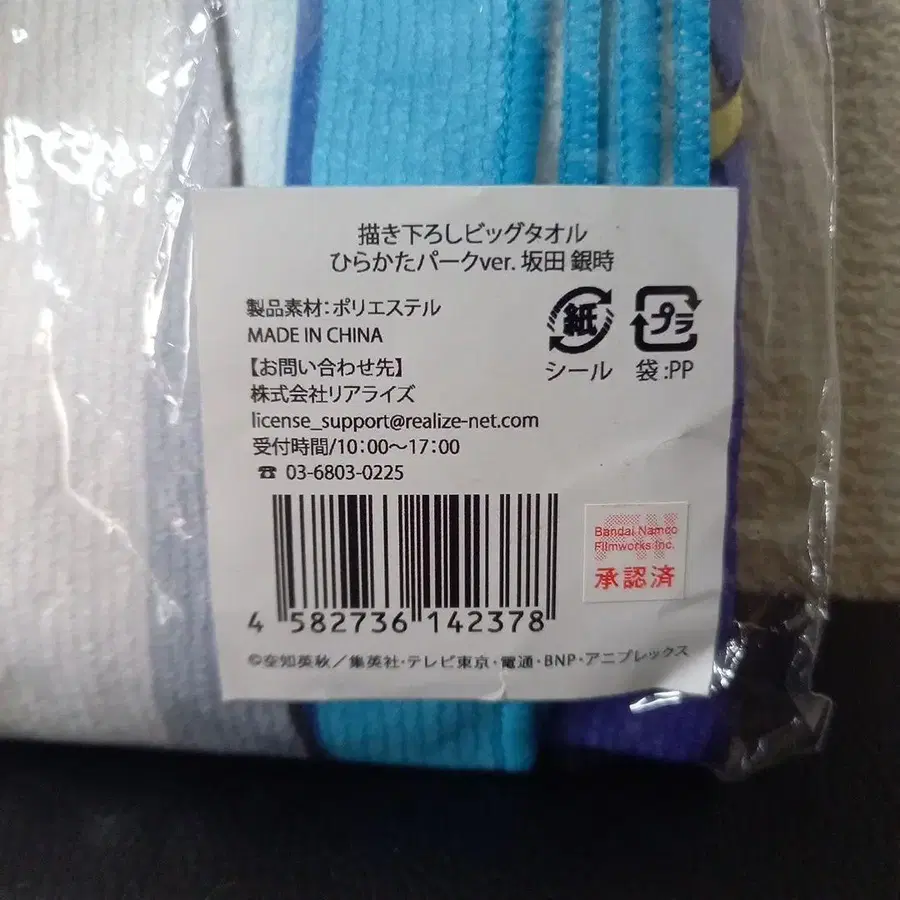 描き下ろしビッグタオル
ひらかたパークver. 坂田 銀時
製品素材:ポリエステル
MADE IN CHINA
【お問い合わせ先】
株式会社リアライズ
license_support@realize-net.com
受付時間/10:00～17:00
☎ 03-6803-0225
紙
シール
プラ
袋:PP
Bandai Namco
Filmworks Inc.
承認済
4 582736 142378
©空知英秋/集英社・テレビ東京・電通・BNP・アニプレックス